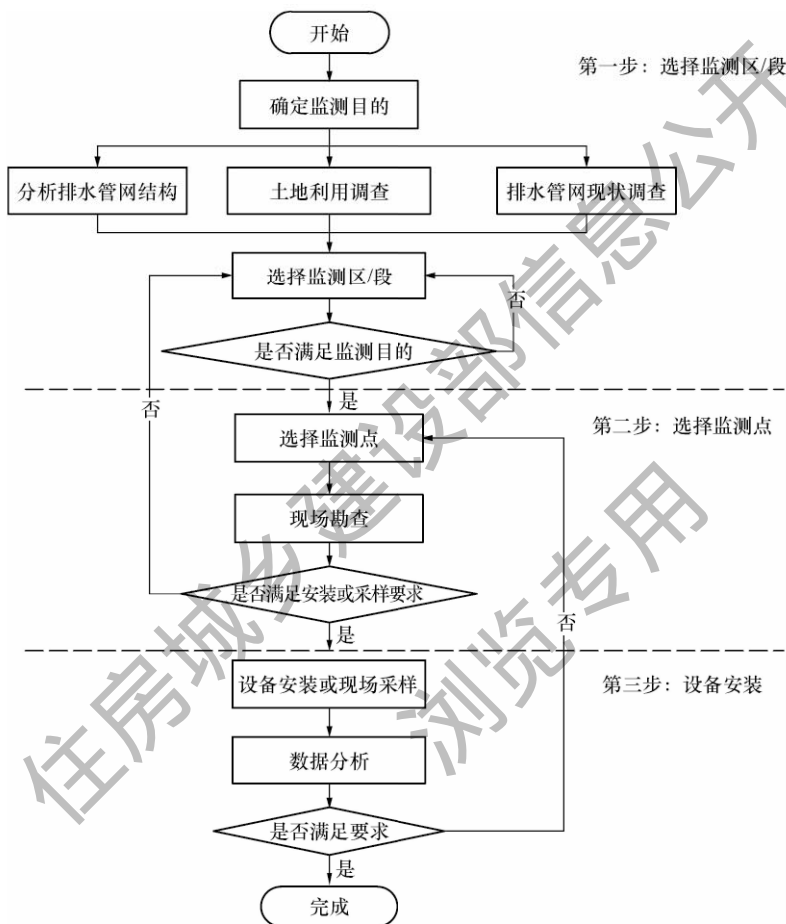 开始
第一步：选择监测区/段
确定监测目的
分析排水管网结构
土地利用调查
排水管网现状调查
选择监测区/段
否
是否满足监测目的
否
是
选择监测点
第二步：选择监测点
现场勘查
是否满足安装或采样要求
否
是
设备安装或现场采样
第三步：设备安装
数据分析
是否满足要求
是
完成
住房城乡建设部信息公开
浏览专用